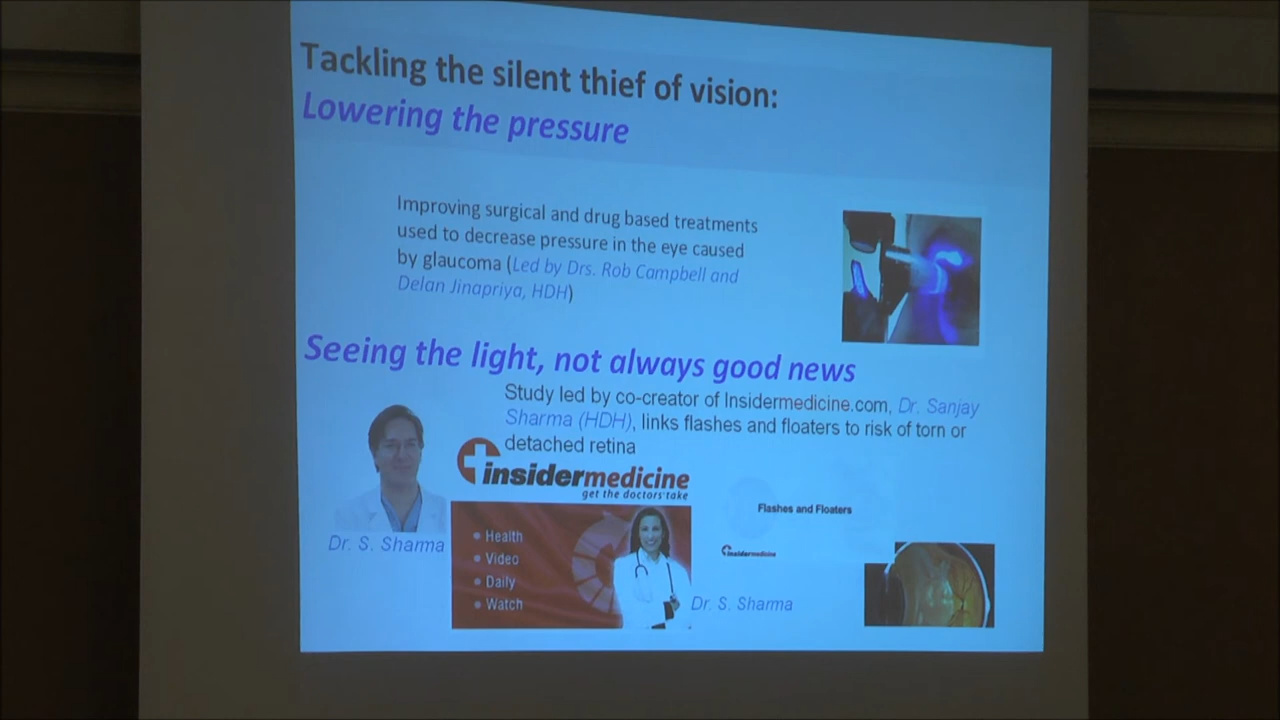 Tackling the silent thief of vision:
Lowering the pressure
Improving surgical and drug based treatments
used to decrease pressure in the eye caused
by glaucoma (Led by Drs. Rob Campbell and
Delan Jinapriya, HDH)
Seeing the light, not always good news
Study led by co-creator of Insidermedicine.com, Dr. Sanjay
Sharma (HDH), links flashes and floaters to risk of torn or
detached retina
insidermedicine
get the doctors' take
Health
Video
Daily
Watch
Dr. S. Sharma
Flashes and Floaters
insidermedicine
Dr. S. Sharma